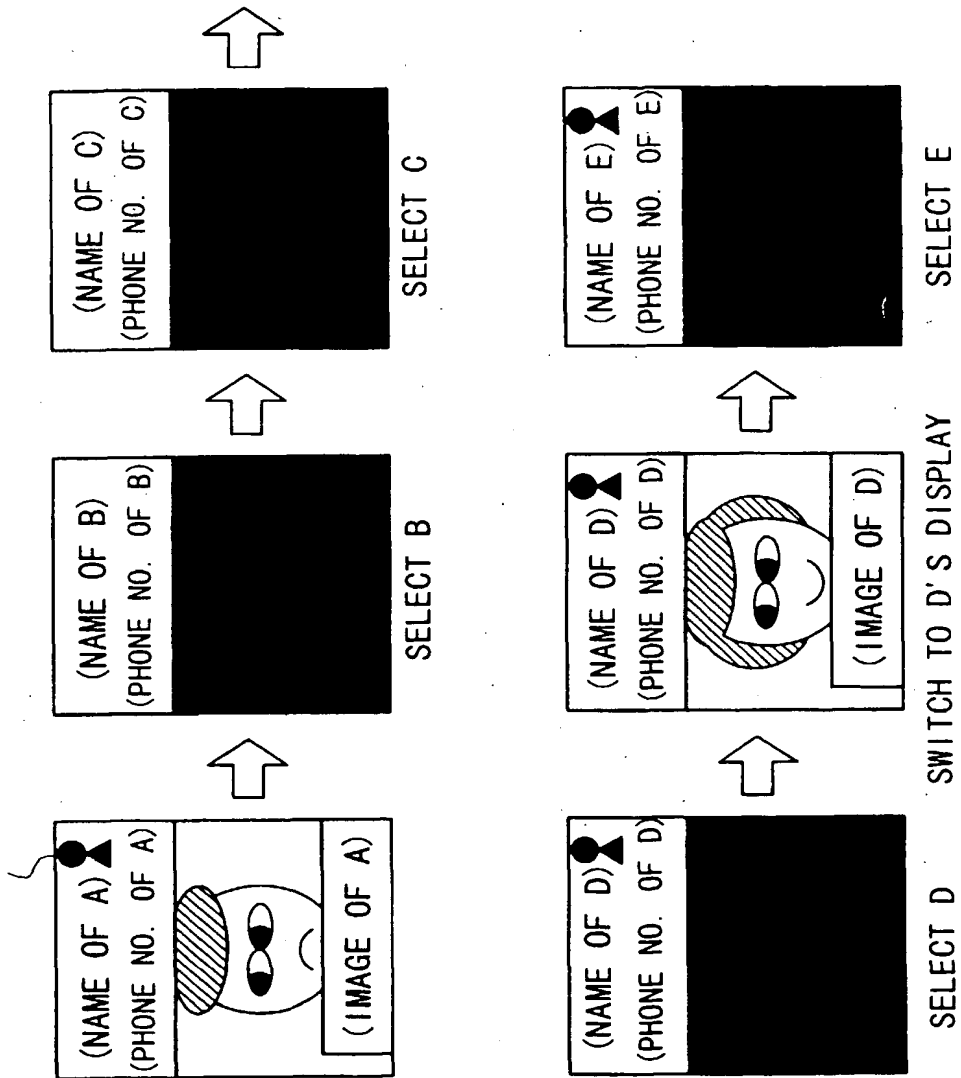 (NAME OF A)
(PHONE NO. OF A)
(IMAGE OF A)
(NAME OF B)
(PHONE NO. OF B)
SELECT B
(NAME OF C)
(PHONE NO. OF C)
SELECT C
(NAME OF D)
(PHONE NO. OF D)
SELECT D
(NAME OF D)
(PHONE NO. OF D)
(IMAGE OF D)
SWITCH TO D'S DISPLAY
(NAME OF E)
(PHONE NO. OF E)
SELECT E